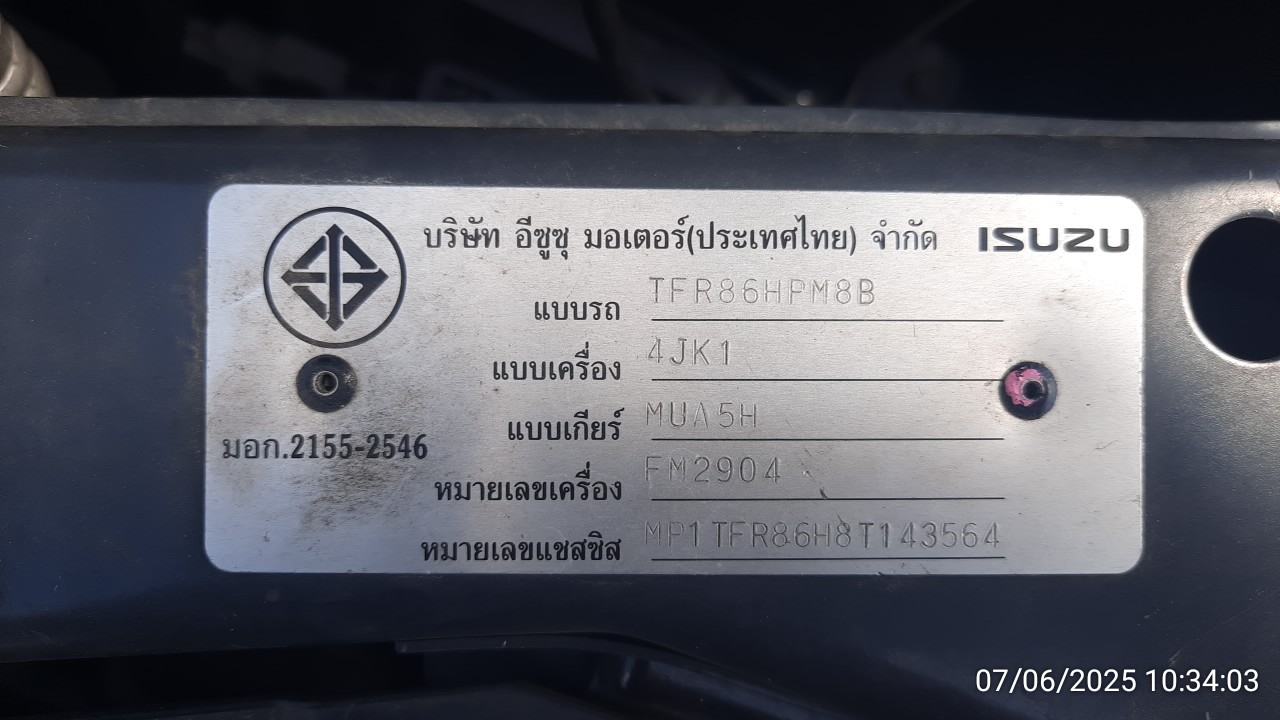 บริษัท อีซูซุ มอเตอร์(ประเทศไทย) จำกัด ISUZU
แบบรถ TFR86HPM8B
แบบเครื่อง 4JK1
แบบเกียร์ MUA5H
มอก.2155-2546
หมายเลขเครื่อง FM2904
หมายเลขแชสซิส MP1TFR86H8T143564
07/06/2025 10:34:03